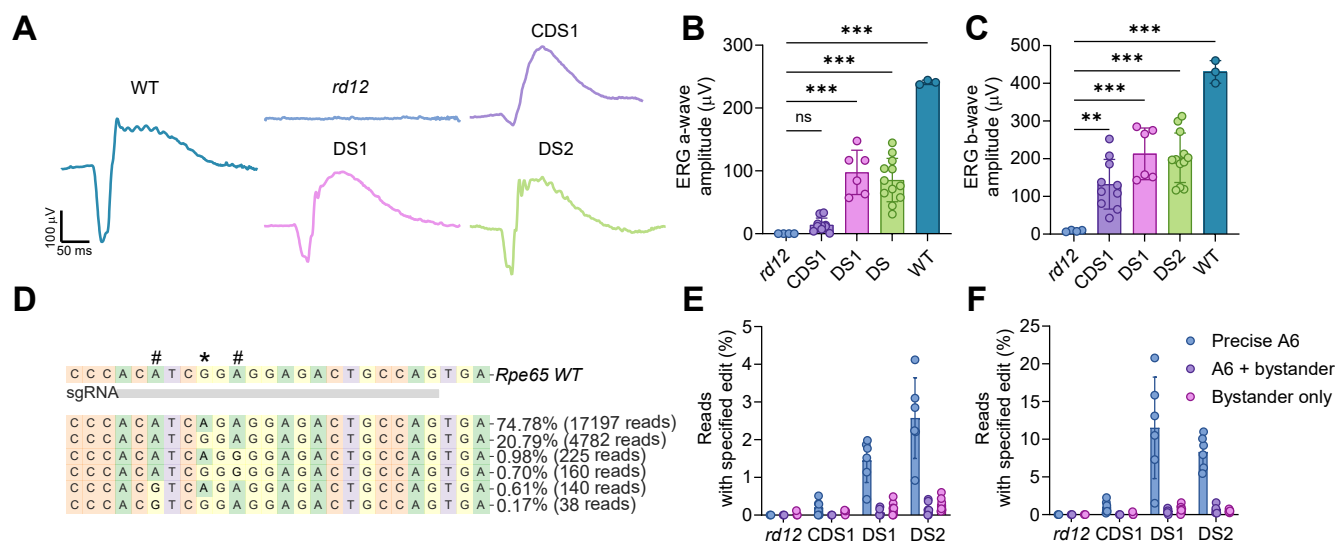 A
WT
rd12
CDS1
DS1
DS2
100 μV
50 ms
B
ERG a-wave
amplitude (μV)
300
200
100
0
***
***
***
ns
rd12
CDS1
DS1
DS
WT
C
ERG b-wave
amplitude (μV)
500
400
300
200
100
0
***
***
***
**
rd12
CDS1
DS1
DS2
WT
D
# * #
C C C A C A T C G G A G G A G A C T G C C A G T G A Rpe65 WT
sgRNA
C C C A C A T C A G A G G A G A C T G C C A G T G A 74.78% (17197 reads)
C C C A C A T C G G A G G A G A C T G C C A G T G A 20.79% (4782 reads)
C C C A C A T C A G G G G A G A C T G C C A G T G A 0.98% (225 reads)
C C C A C A T C G G G G G A G A C T G C C A G T G A 0.70% (160 reads)
C C C A C G T C A G A G G A G A C T G C C A G T G A 0.61% (140 reads)
C C C A C G T C G G A G G A G A C T G C C A G T G A 0.17% (38 reads)
E
Reads
with specified edit (%)
5
4
3
2
1
0
rd12 CDS1 DS1 DS2
F
Reads
with specified edit (%)
25
20
15
10
5
0
rd12 CDS1 DS1 DS2
Precise A6
A6 + bystander
Bystander only